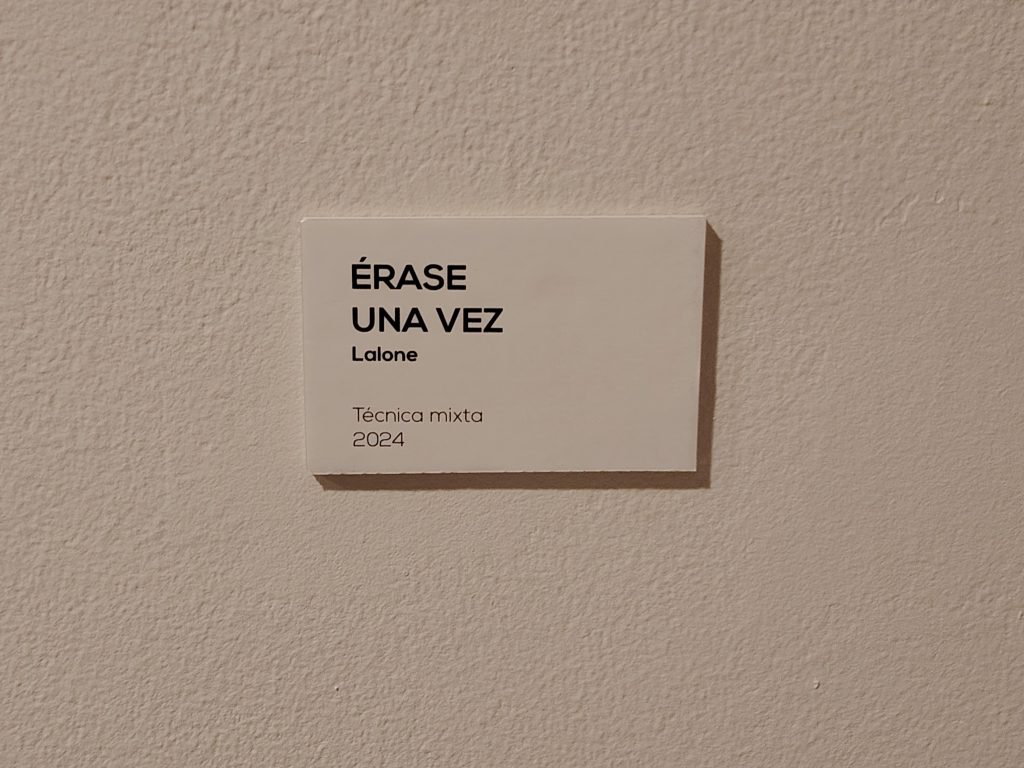 ÉRASE
UNA VEZ
Lalone
Técnica mixta
2024